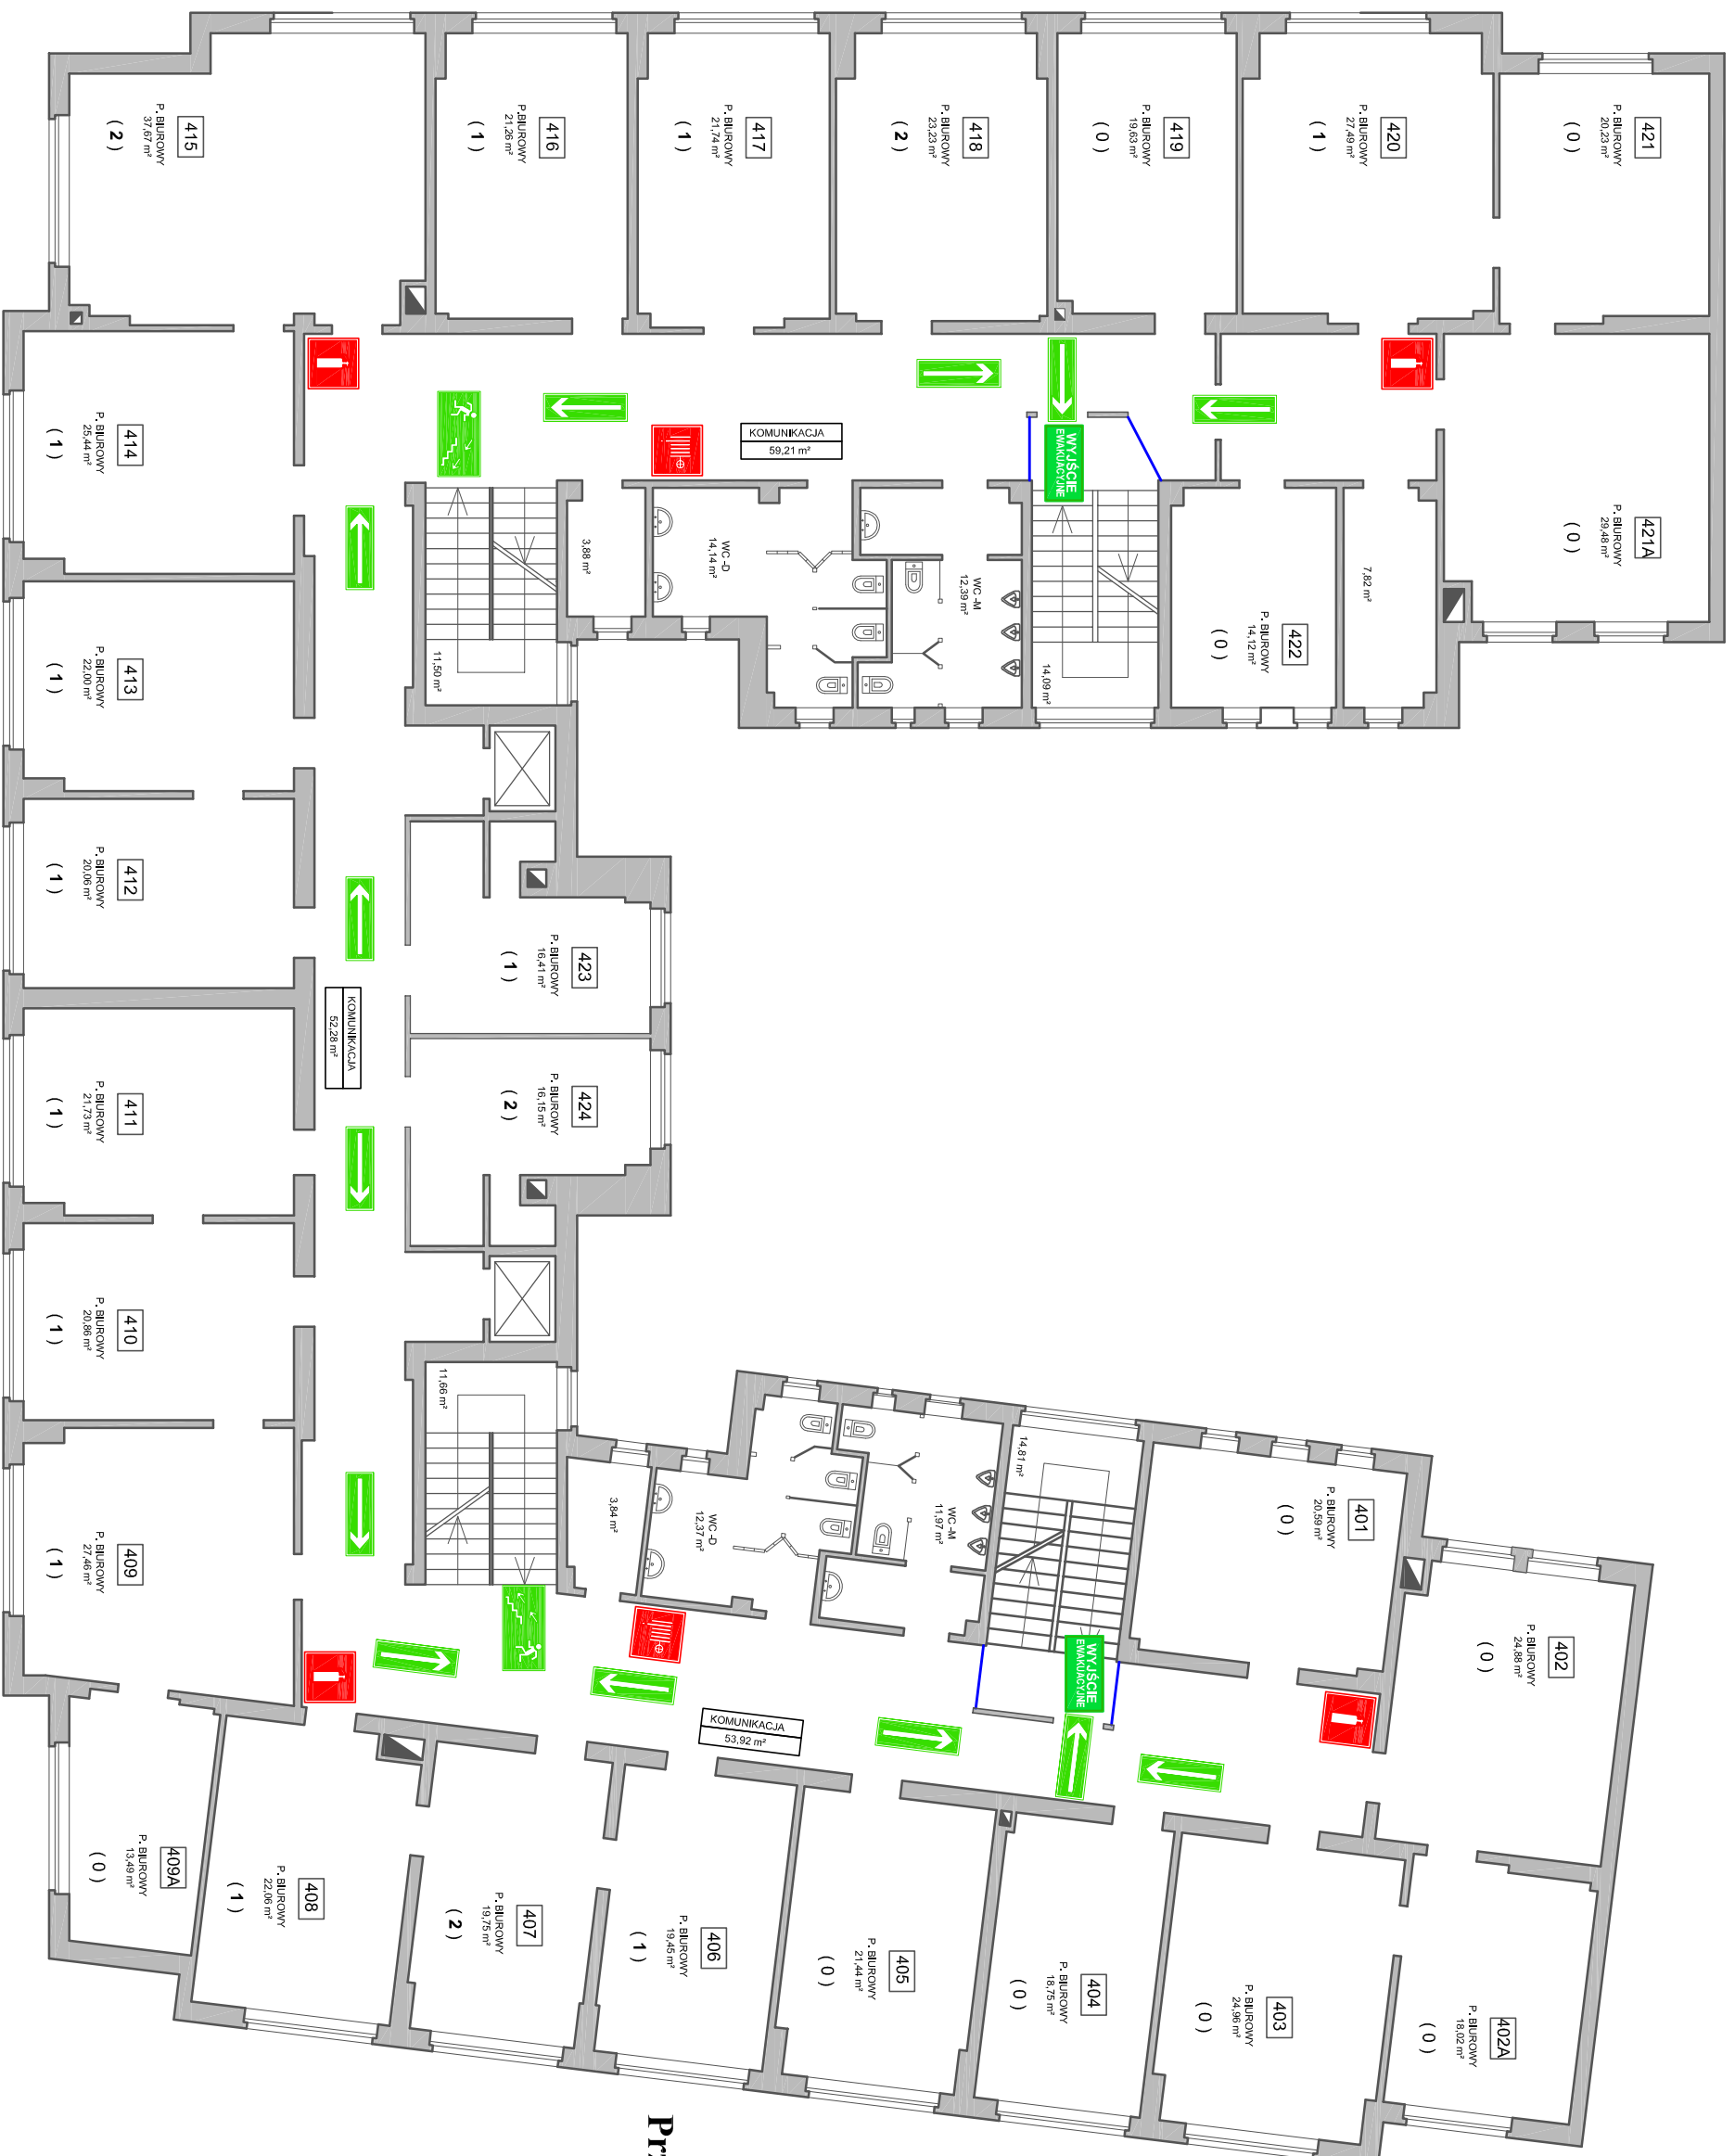 421
P. BIUROWY
20,23 m²
( 0 )
420
P. BIUROWY
27,49 m²
( 1 )
419
P. BIUROWY
19,63 m²
( 0 )
418
P. BIUROWY
23,23 m²
( 2 )
417
P. BIUROWY
21,74 m²
( 1 )
416
P.BIUROWY
21,26 m²
( 1 )
415
P. BIUROWY
37,67 m²
( 2 )
421A
P. BIUROWY
29,48 m²
( 0 )
7,82 m²
422
P. BIUROWY
14,12 m²
( 0 )
WYJŚCIE
EWAKUACYJNE
14,09 m²
KOMUNIKACJA
59,21 m²
WC -M
12,39 m²
WC -D
14,14 m²
3,88 m²
11,50 m²
414
P. BIUROWY
25,44 m²
( 1 )
413
P. BIUROWY
22,00 m²
( 1 )
412
P. BIUROWY
20,06 m²
( 1 )
423
P. BIUROWY
16,41 m²
( 1 )
KOMUNIKACJA
52,28 m²
424
P. BIUROWY
16,15 m²
( 2 )
411
P. BIUROWY
21,73 m²
( 1 )
410
P. BIUROWY
20,86 m²
( 1 )
11,66 m²
409
P. BIUROWY
27,46 m²
( 1 )
3,84 m²
WC -D
12,37 m²
WC -M
11,97 m²
14,81 m²
WYJŚCIE
EWAKUACYJNE
401
P. BIUROWY
20,59 m²
( 0 )
402
P. BIUROWY
24,88 m²
( 0 )
KOMUNIKACJA
53,92 m²
402A
P. BIUROWY
18,02 m²
( 0 )
403
P. BIUROWY
24,96 m²
( 0 )
404
P. BIUROWY
18,75 m²
( 0 )
405
P. BIUROWY
21,44 m²
( 0 )
406
P. BIUROWY
19,45 m²
( 1 )
407
P. BIUROWY
19,75 m²
( 2 )
408
P. BIUROWY
22,06 m²
( 1 )
409A
P. BIUROWY
13,49 m²
( 0 )